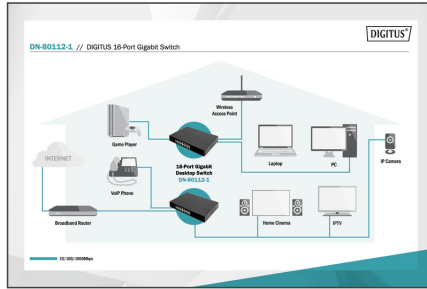 DIGITUS®
DN-80112-1 // DIGITUS 16-Port Gigabit Switch
Wireless
Access Point
Game Player
INTERNET
16-Port Gigabit
Desktop Switch
DN-80112-1
Laptop
PC
IP Camera
VoIP Phone
Broadband Router
Home Cinema
IPTV
10/100/1000Mbps